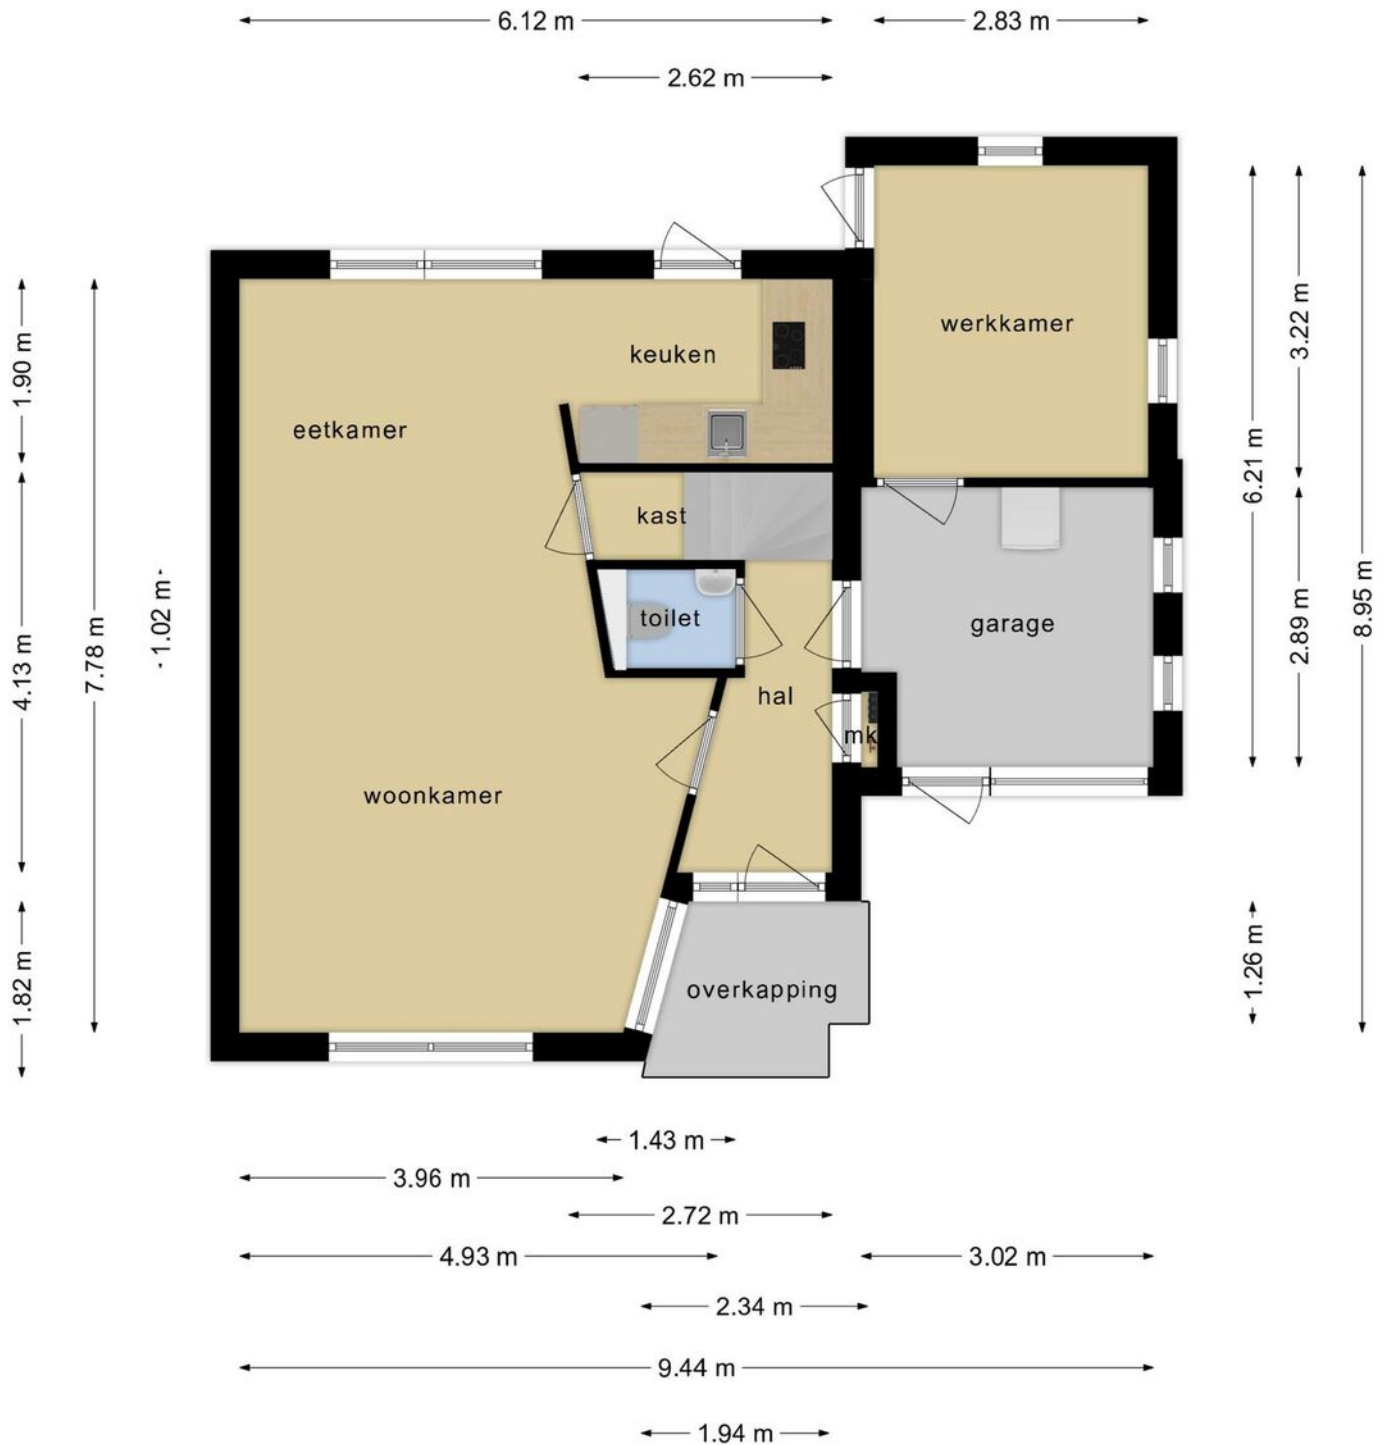 6.12 m
2.83 m
2.62 m
werkkamer
keuken
eetkamer
kast
toilet
garage
hal
mk
woonkamer
overkapping
1.90 m
4.13 m
1.82 m
7.78 m
1.02 m
6.21 m
1.26 m
3.22 m
2.89 m
8.95 m
1.43 m
3.96 m
2.72 m
4.93 m
3.02 m
2.34 m
9.44 m
1.94 m